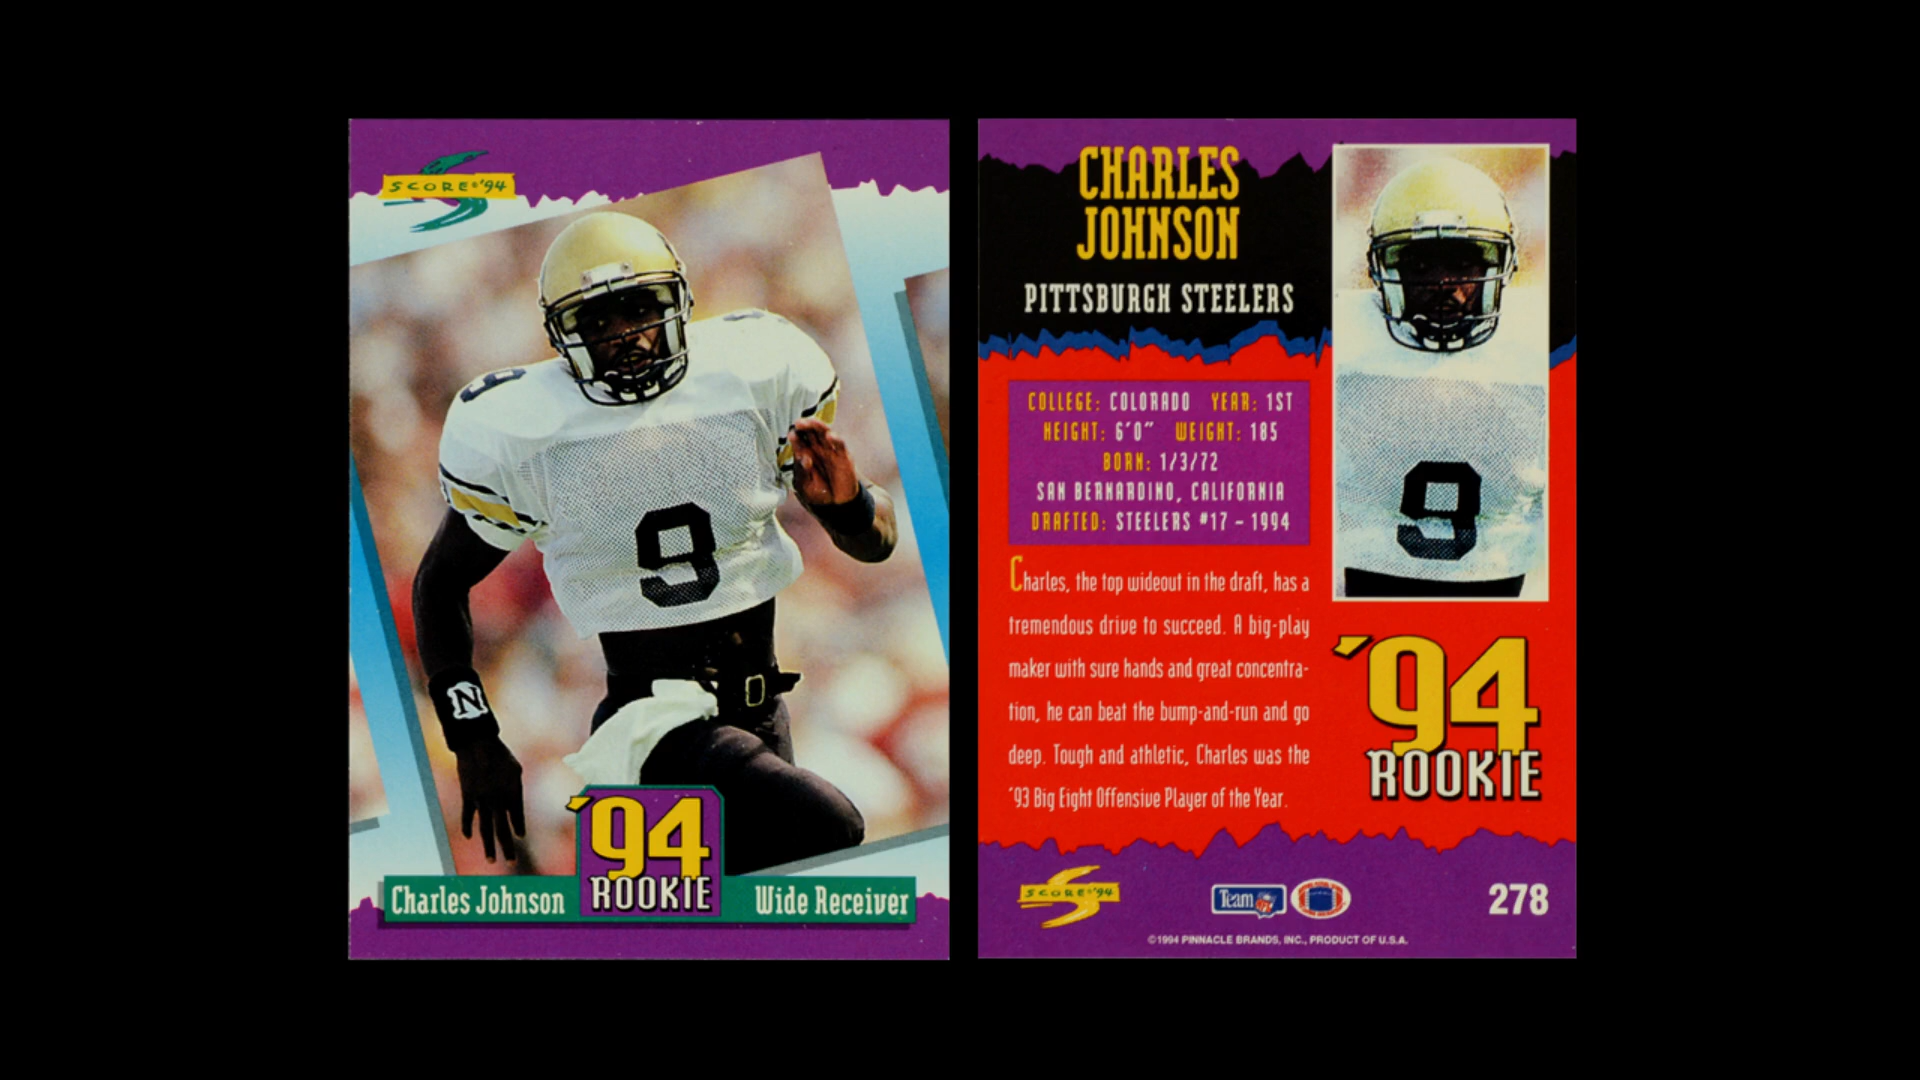 SCORE '94
9
9
N
'94
ROOKIE
Charles Johnson
Wide Receiver
CHARLES
JOHNSON
PITTSBURGH STEELERS
COLLEGE: COLORADO YEAR: 1ST
HEIGHT: 6'0" WEIGHT: 185
BORN: 1/3/72
SAN BERNARDINO, CALIFORNIA
DRAFTED: STEELERS #17 - 1994
Charles, the top wideout in the draft, has a
tremendous drive to succeed. A big-play
maker with sure hands and great concentra-
tion, he can beat the bump-and-run and go
deep. Tough and athletic, Charles was the
'93 Big Eight Offensive Player of the Year.
9
'94
ROOKIE
SCORE '94
Team NFL
278
©1994 PINNACLE BRANDS, INC., PRODUCT OF U.S.A.